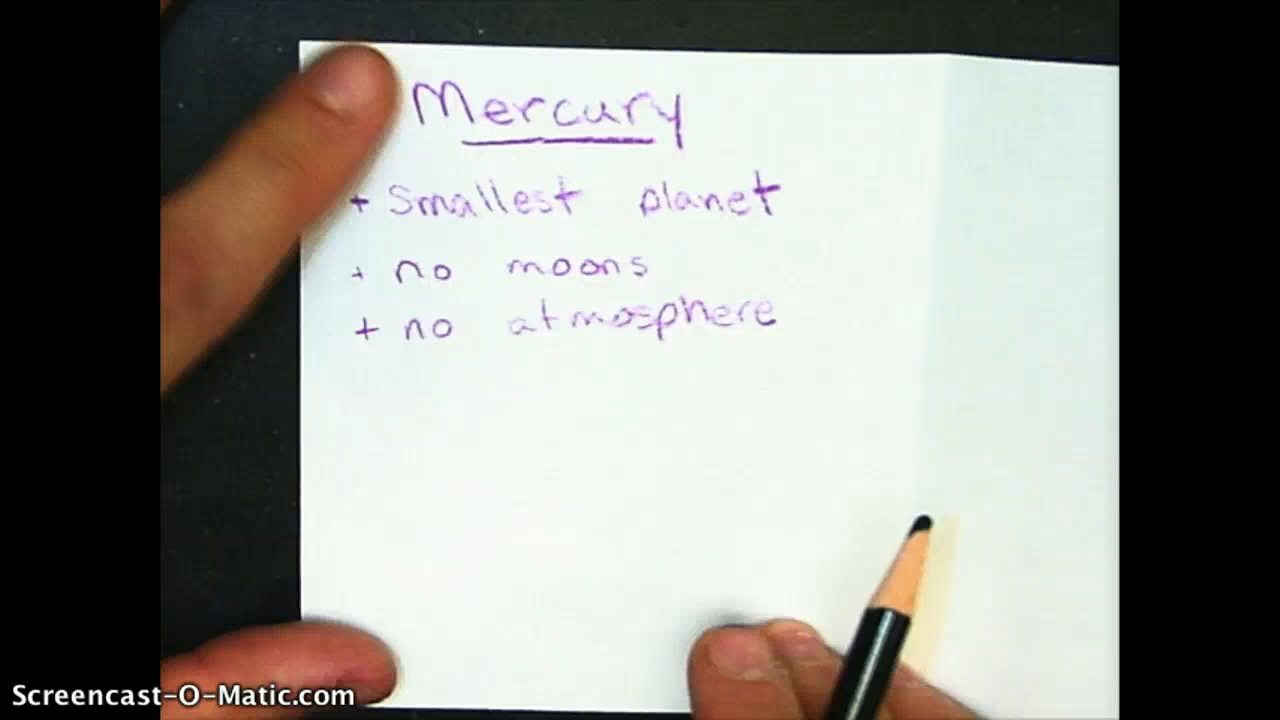 Mercury
+ Smallest planet
+ no moons
+ no atmosphere
Screencast-O-Matic.com